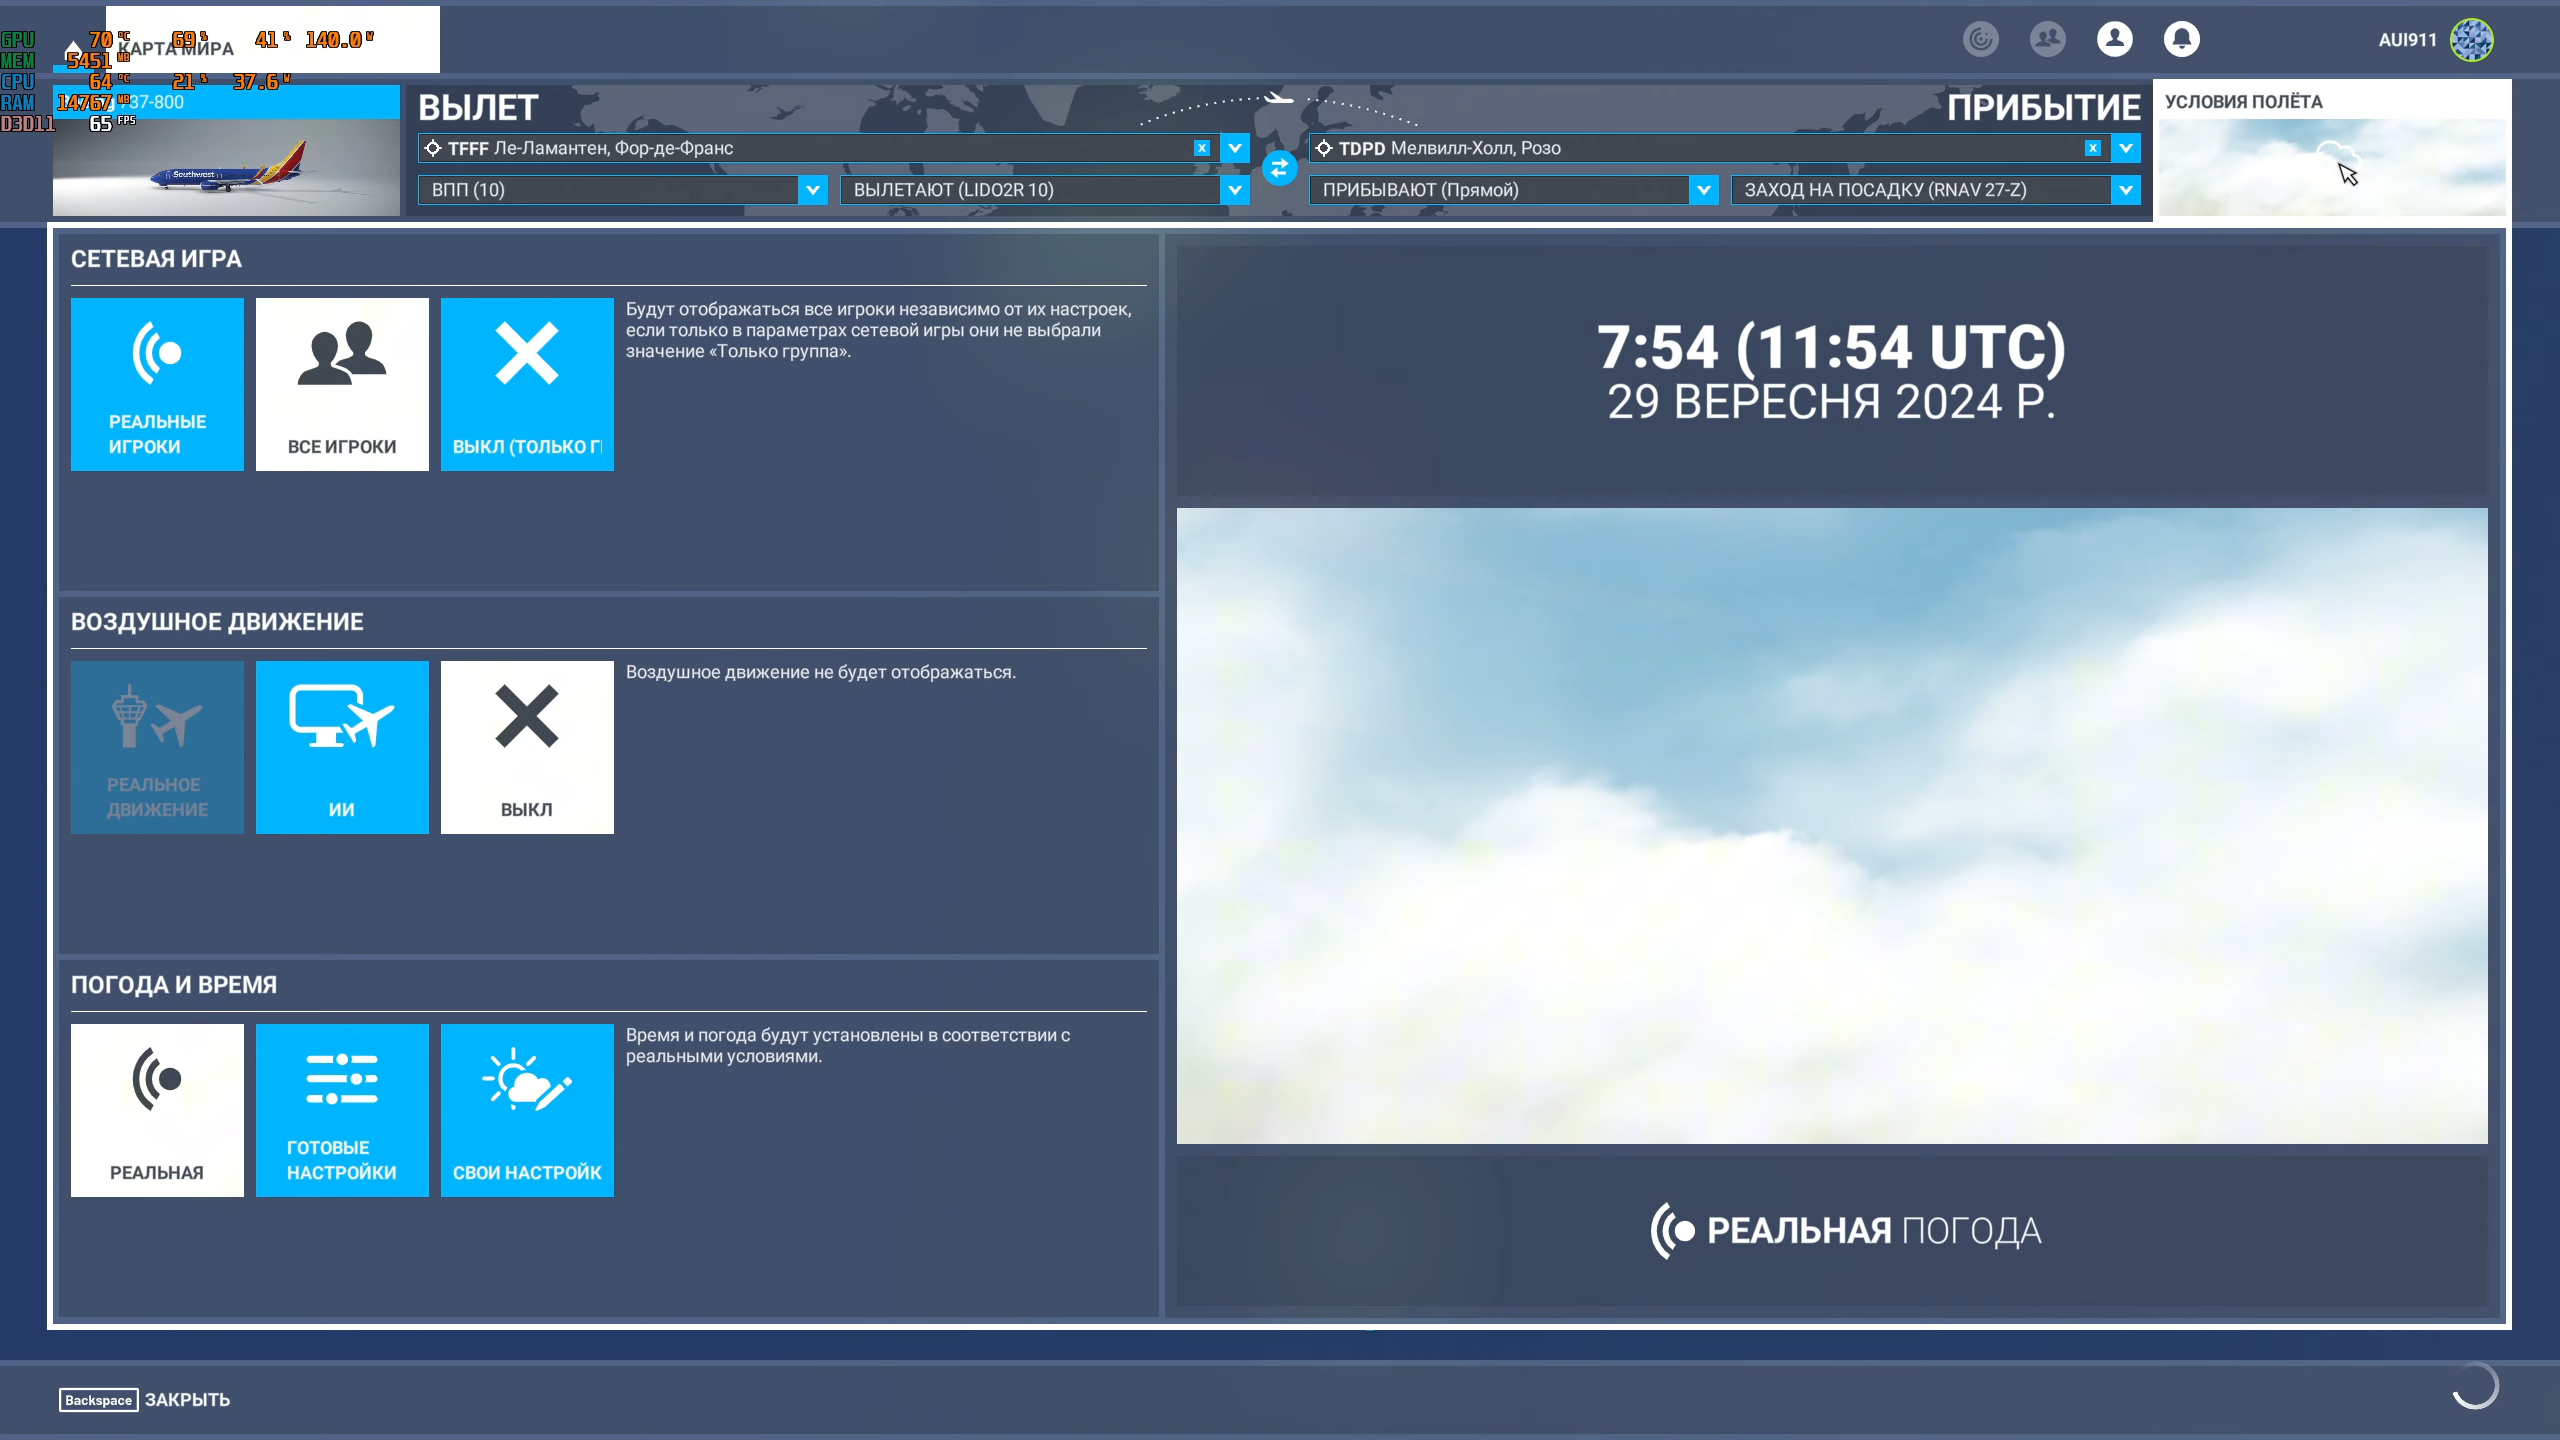 GPU 70 °C 69 % 41 % 140.0 W
MEM 5451 MB
CPU 64 °C 21 % 37.6 W
RAM 14767 MB
D3D11 65 FPS
КАРТА МИРА
AUI911
737-800
ВЫЛЕТ
ПРИБЫТИЕ
УСЛОВИЯ ПОЛЁТА
TFFF Ле-Ламантен, Фор-де-Франс
x
TDPD Мелвилл-Холл, Розо
x
ВПП (10)
ВЫЛЕТАЮТ (LIDO2R 10)
ПРИБЫВАЮТ (Прямой)
ЗАХОД НА ПОСАДКУ (RNAV 27-Z)
Southwest
СЕТЕВАЯ ИГРА
РЕАЛЬНЫЕ
ИГРОКИ
ВСЕ ИГРОКИ
ВЫКЛ (ТОЛЬКО Г
Будут отображаться все игроки независимо от их настроек,
если только в параметрах сетевой игры они не выбрали
значение «Только группа».
ВОЗДУШНОЕ ДВИЖЕНИЕ
РЕАЛЬНОЕ
ДВИЖЕНИЕ
ИИ
ВЫКЛ
Воздушное движение не будет отображаться.
ПОГОДА И ВРЕМЯ
РЕАЛЬНАЯ
ГОТОВЫЕ
НАСТРОЙКИ
СВОИ НАСТРОЙК
Время и погода будут установлены в соответствии с
реальными условиями.
7:54 (11:54 UTC)
29 ВЕРЕСНЯ 2024 Р.
РЕАЛЬНАЯ ПОГОДА
Backspace ЗАКРЫТЬ